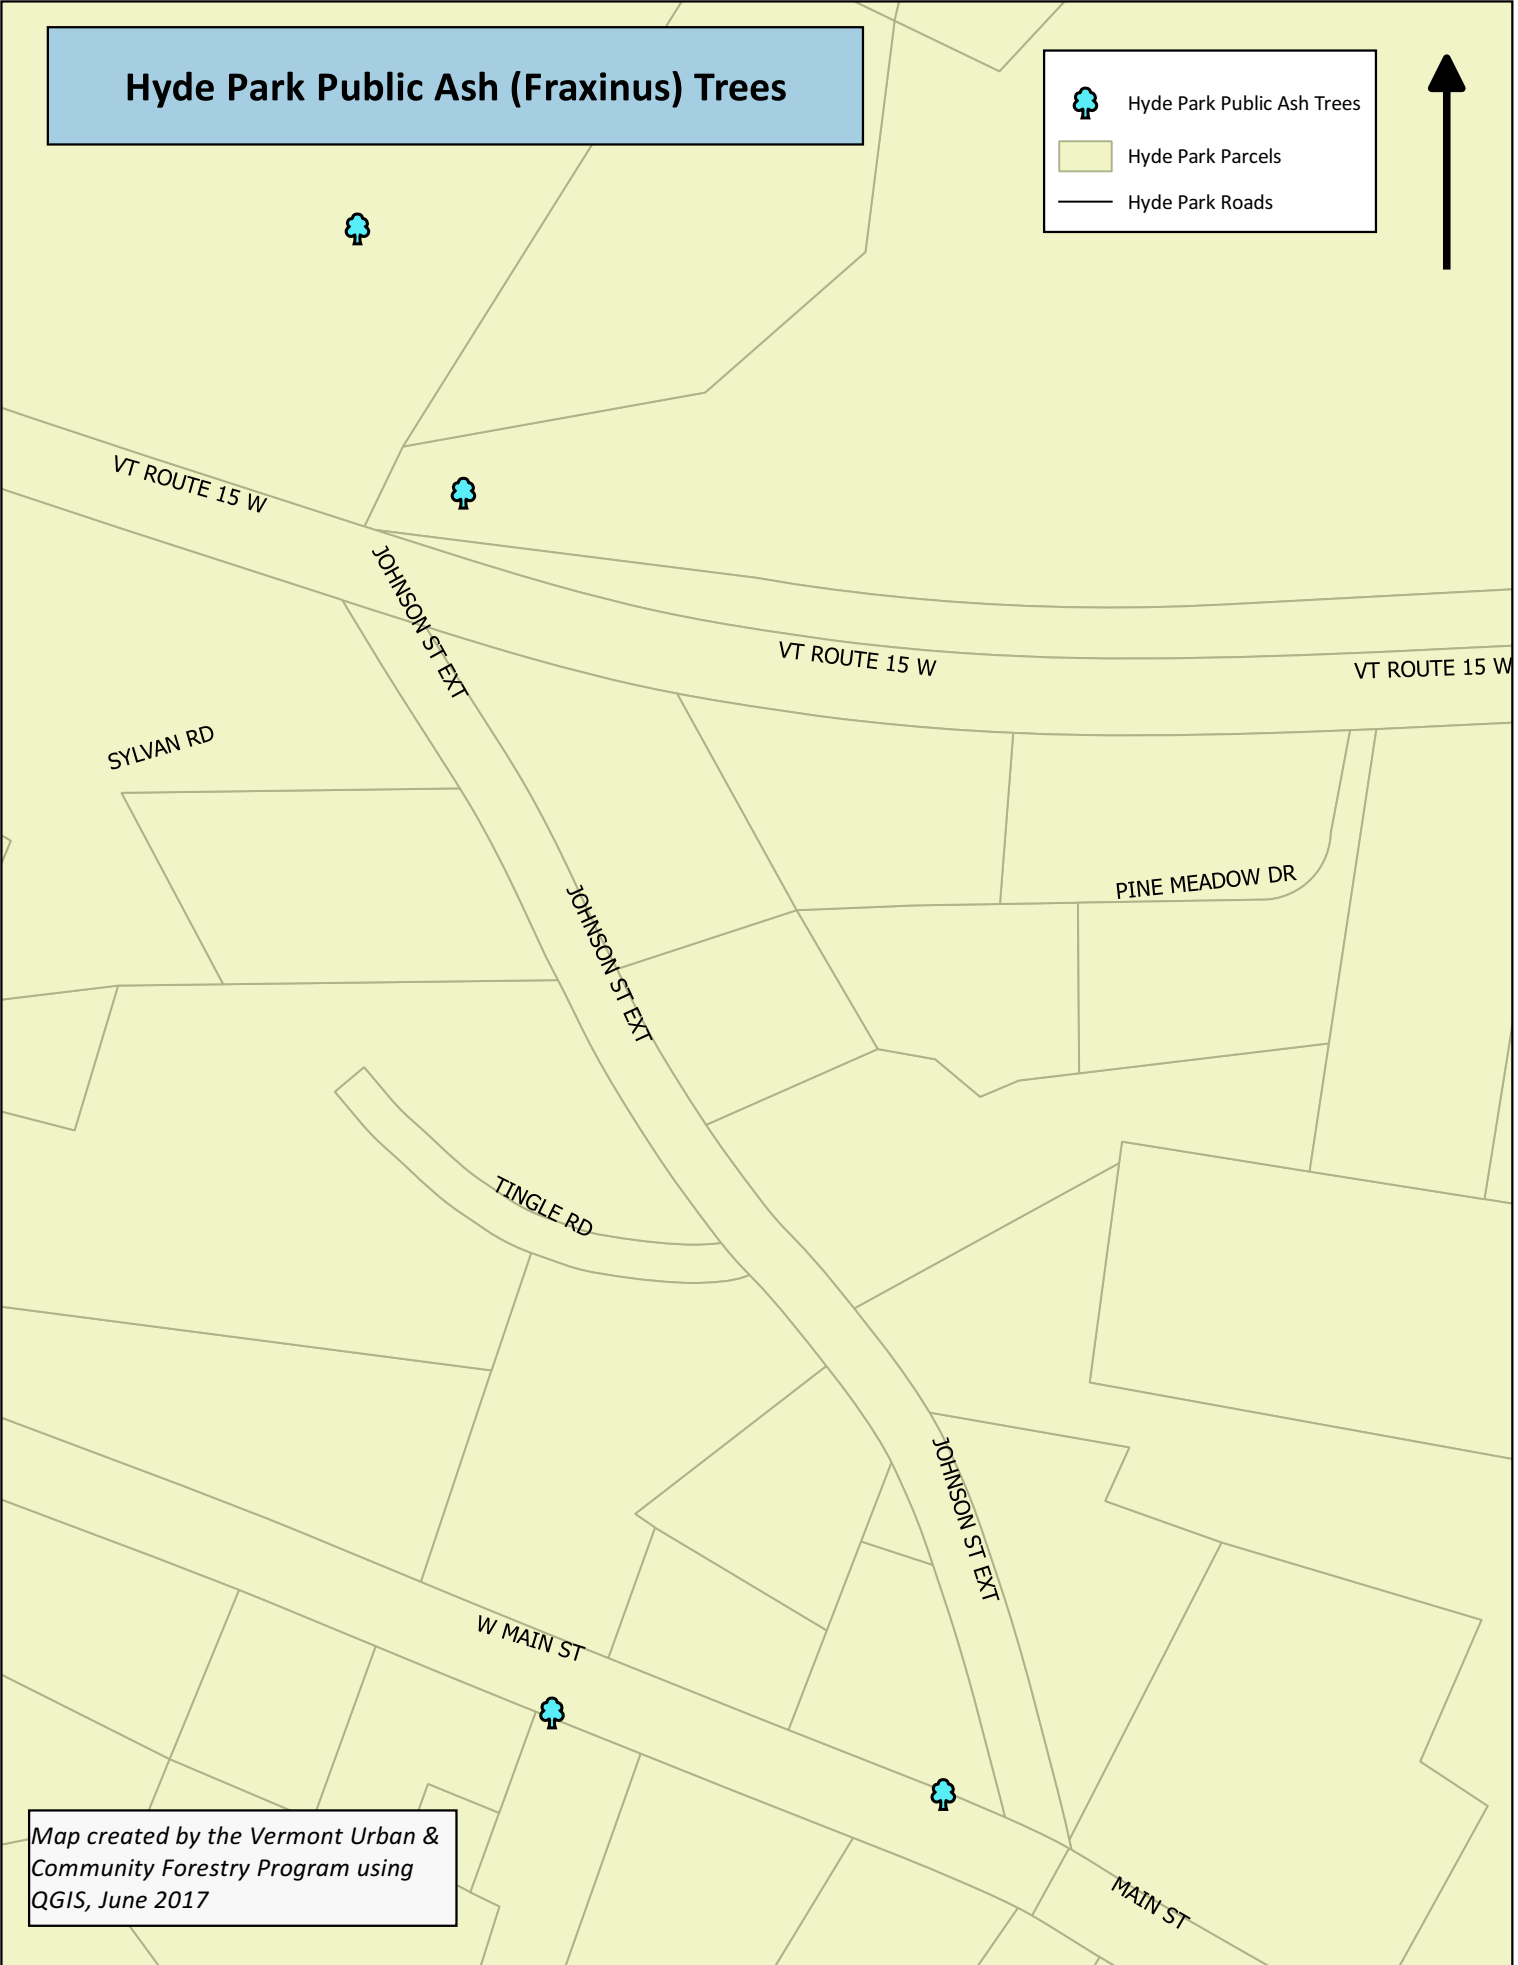 Hyde Park Public Ash (Fraxinus) Trees
Hyde Park Public Ash Trees
Hyde Park Parcels
Hyde Park Roads
VT ROUTE 15 W
JOHNSON ST EXT
VT ROUTE 15 W
VT ROUTE 15 W
SYLVAN RD
PINE MEADOW DR
JOHNSON ST EXT
TINGLE RD
JOHNSON ST EXT
W MAIN ST
MAIN ST
Map created by the Vermont Urban &
Community Forestry Program using
QGIS, June 2017